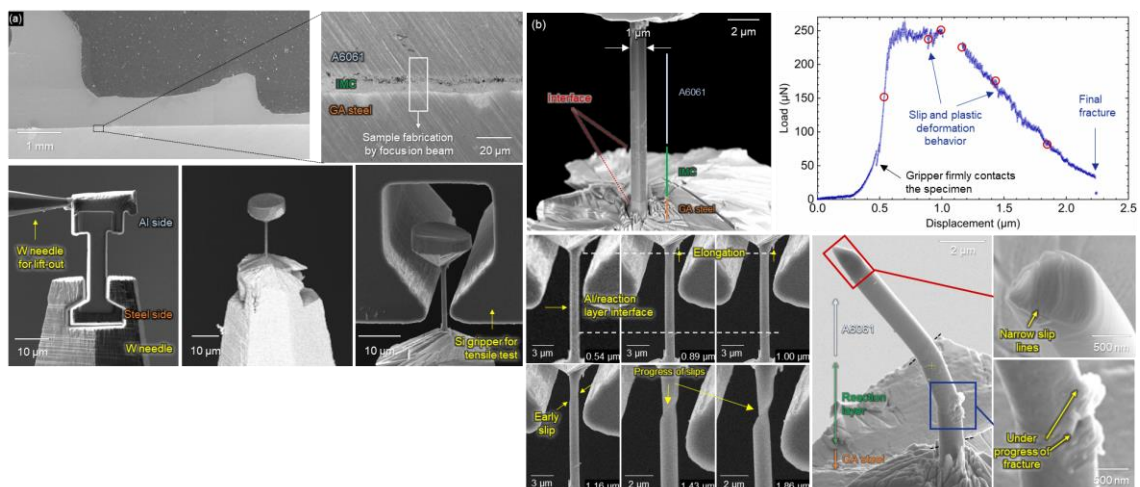 (a)
A6061
IMC
GA steel
Sample fabrication
by focus ion beam
1 mm
20 µm
W needle
for lift-out
Al side
Steel side
W needle
10 µm
10 µm
Si gripper for
tensile test
10 µm
(b)
1 µm
2 µm
Interface
A6061
IMC
GA steel
Load (µN)
250
200
150
100
50
0
0.0
0.5
1.0
1.5
2.0
2.5
Displacement (µm)
Slip and plastic
deformation
behavior
Final
fracture
Gripper firmly contacts
the specimen
Elongation
Al/reaction
layer interface
3 µm
0.54 µm
3 µm
0.89 µm
3 µm
1.00 µm
Progress of slips
Early
slip
3 µm
1.16 µm
2 µm
1.43 µm
2 µm
1.86 µm
2 µm
A6061
Reaction
layer
GA steel
Narrow slip
lines
500 nm
Under
progress of
fracture
500 nm